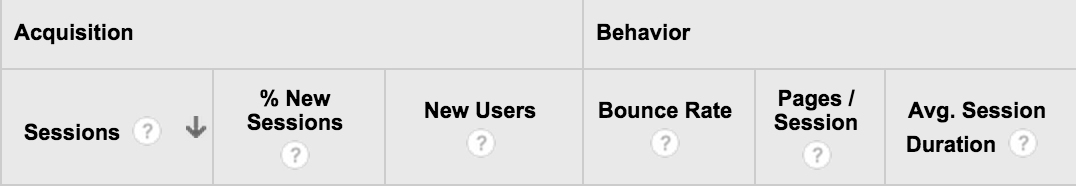 Acquisition
Behavior
Sessions ?
% New
Sessions
?
New Users
?
Bounce Rate
?
Pages /
Session
?
Avg. Session
Duration ?